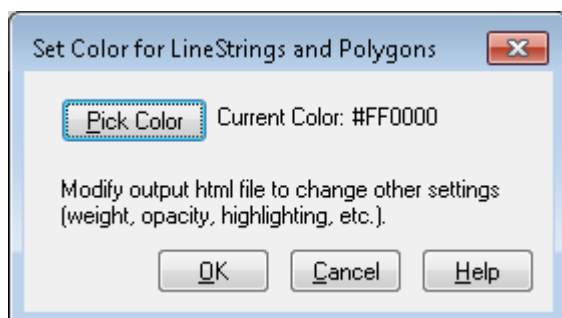 Set Color for LineStrings and Polygons
Pick Color Current Color: #FF0000
Modify output html file to change other settings
(weight, opacity, highlighting, etc.).
OK Cancel Help